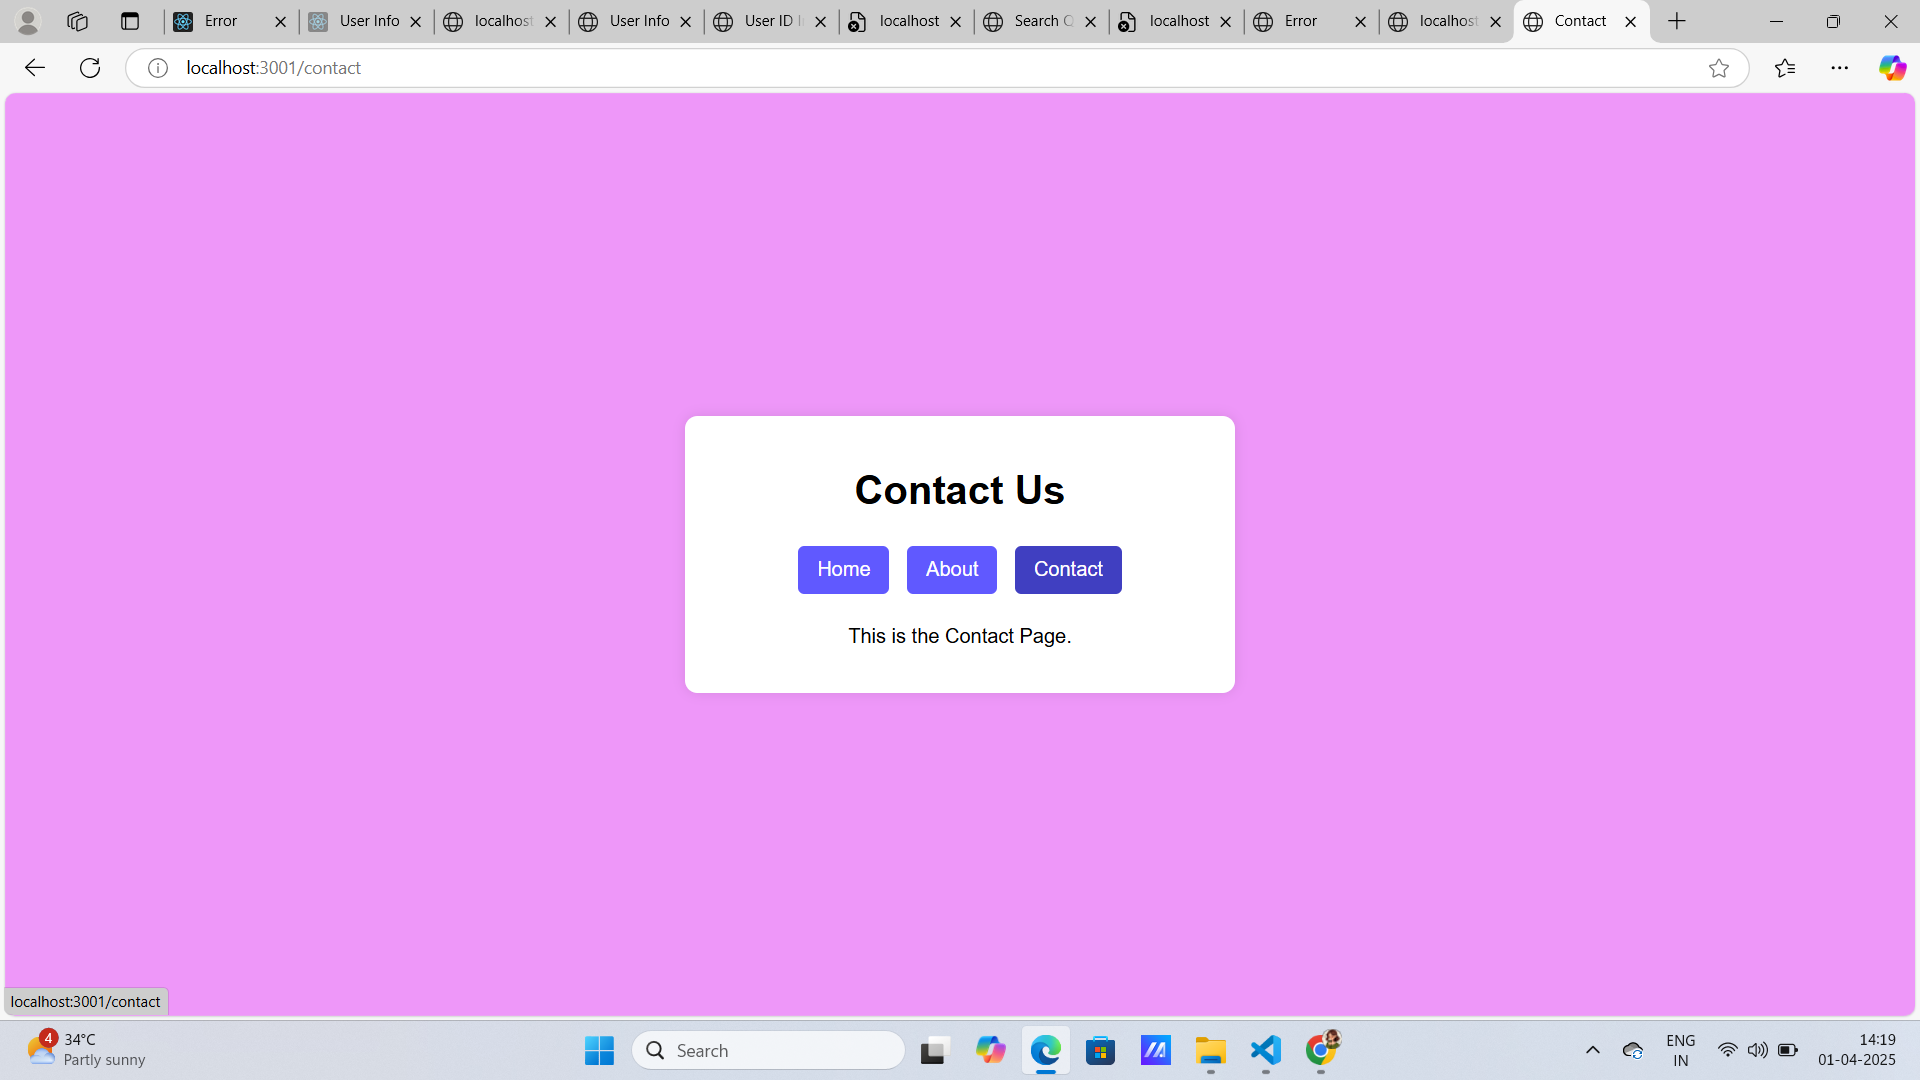 Error
User Info
localhost
User Info
User ID I
localhost
Search Q
localhost
Error
localhost
Contact
localhost:3001/contact
Contact Us
Home About Contact
This is the Contact Page.
localhost:3001/contact
4
34°C
Partly sunny
Search
ENG
IN
14:19
01-04-2025